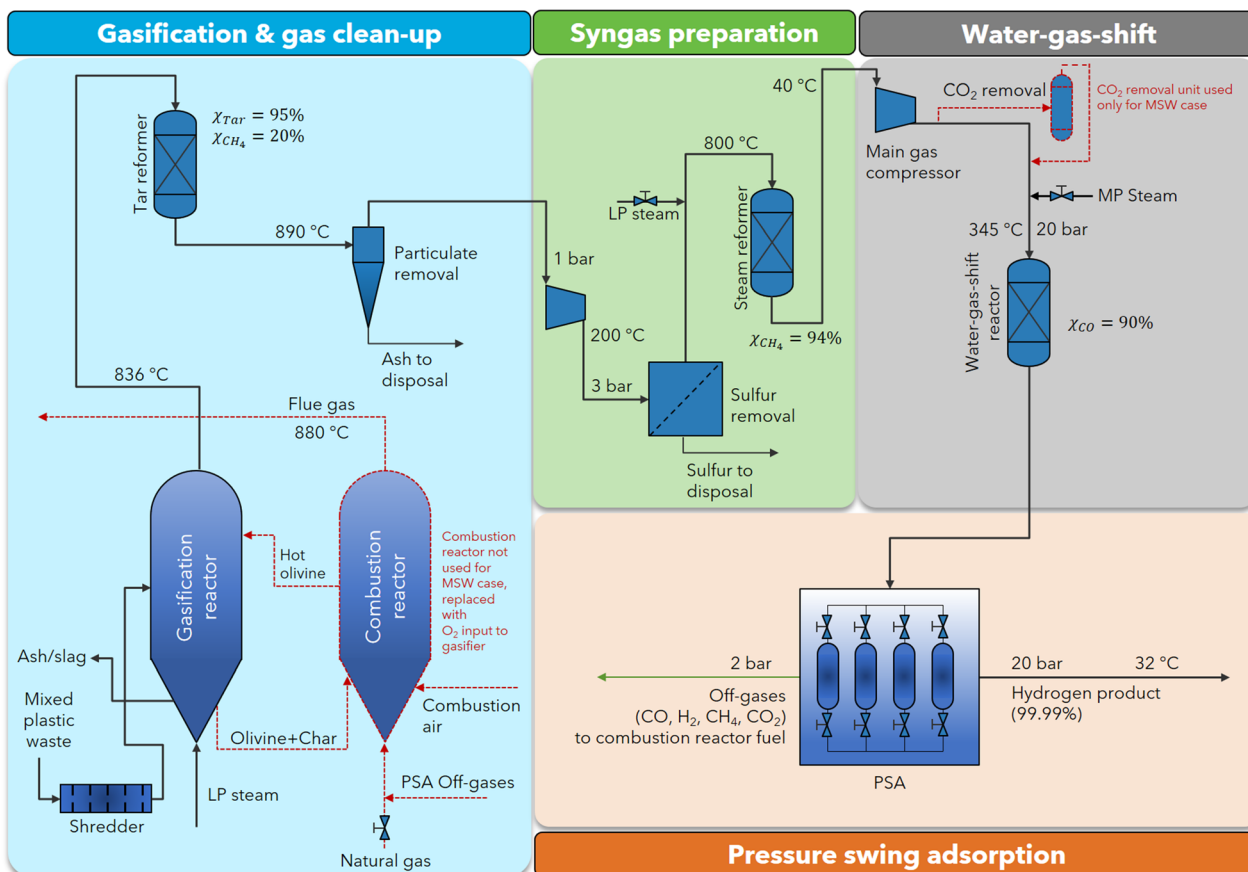 Gasification & gas clean-up
Syngas preparation
Water-gas-shift
Tar reformer
χTar = 95%
χCH₄ = 20%
890 °C
Particulate
removal
Ash to
disposal
836 °C
Flue gas
880 °C
Gasification
reactor
Combustion
reactor
Hot
olivine
Combustion
reactor not
used for
MSW case,
replaced
with
O₂ input to
gasifier
Ash/slag
Mixed
plastic
waste
Shredder
LP steam
Olivine+Char
Combustion
air
PSA Off-gases
Natural gas
1 bar
200 °C
3 bar
LP steam
800 °C
Steam reformer
χCH₄ = 94%
Sulfur
removal
Sulfur to
disposal
40 °C
Main gas
compressor
CO₂ removal
CO₂ removal unit used
only for MSW case
MP Steam
345 °C
20 bar
Water-gas-shift
reactor
χCO = 90%
2 bar
Off-gases
(CO, H₂, CH₄, CO₂)
to combustion reactor fuel
20 bar
32 °C
Hydrogen product
(99.99%)
PSA
Pressure swing adsorption